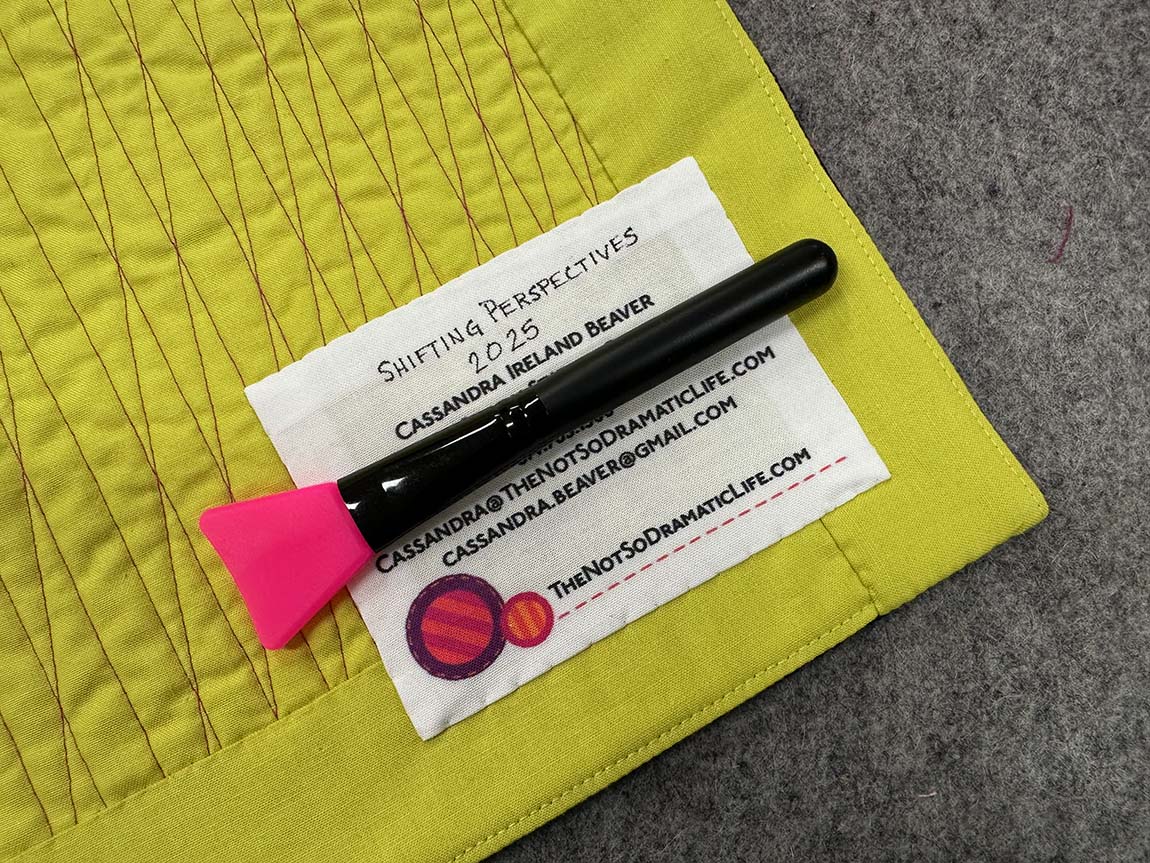 SHIFTING PERSPECTIVES
2025
CASSANDRA IRELAND BEAVER
CASSANDRA@THENOTSODRAMATICLIFE.COM
CASSANDRA.BEAVER@GMAIL.COM
THENOTSODRAMATICLIFE.COM